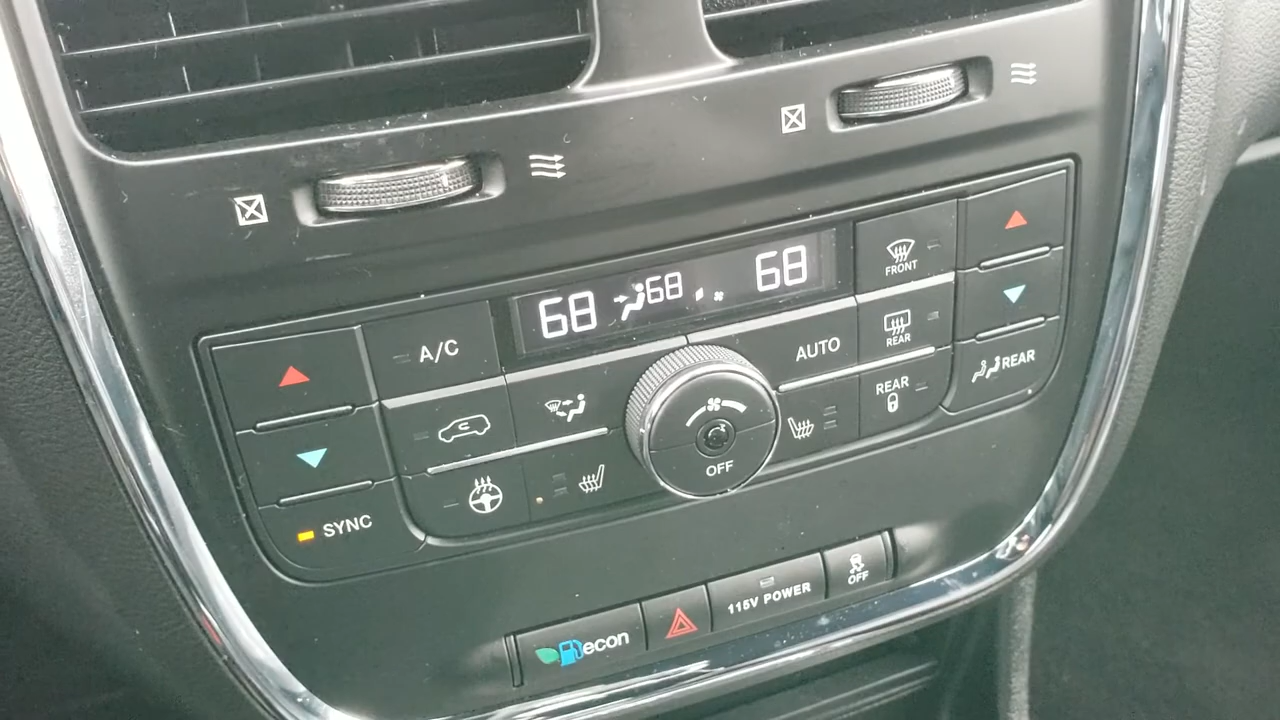 68 68 68
FRONT
A/C
AUTO
REAR
REAR
REAR
OFF
SYNC
115V POWER
OFF
econ